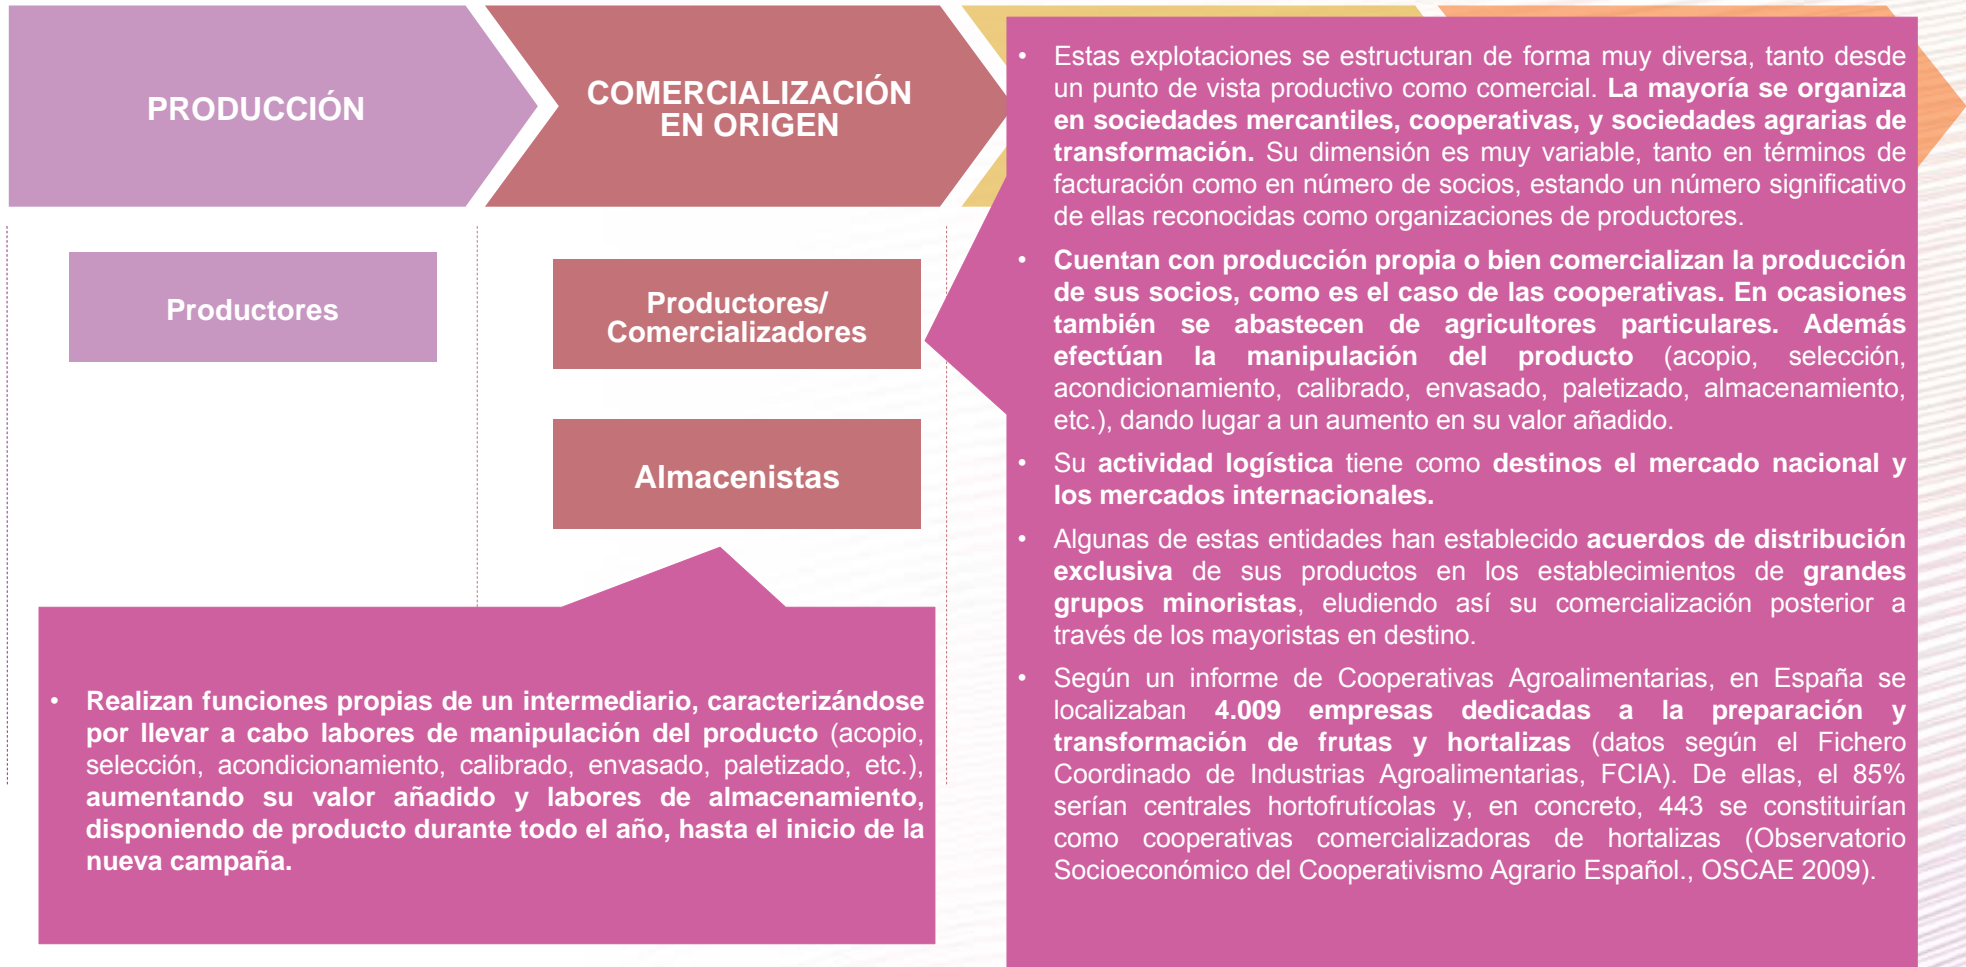 PRODUCCIÓN
COMERCIALIZACIÓN
EN ORIGEN
Productores
Productores/
Comercializadores
Almacenistas
• Realizan funciones propias de un intermediario, caracterizándose
por llevar a cabo labores de manipulación del producto (acopio,
selección, acondicionamiento, calibrado, envasado, paletizado, etc.),
aumentando su valor añadido y labores de almacenamiento,
disponiendo de producto durante todo el año, hasta el inicio de la
nueva campaña.
• Estas explotaciones se estructuran de forma muy diversa, tanto desde
un punto de vista productivo como comercial. La mayoría se organiza
en sociedades mercantiles, cooperativas, y sociedades agrarias de
transformación. Su dimensión es muy variable, tanto en términos de
facturación como en número de socios, estando un número significativo
de ellas reconocidas como organizaciones de productores.
• Cuentan con producción propia o bien comercializan la producción
de sus socios, como es el caso de las cooperativas. En ocasiones
también se abastecen de agricultores particulares. Además
efectúan la manipulación del producto (acopio, selección,
acondicionamiento, calibrado, envasado, paletizado, almacenamiento,
etc.), dando lugar a un aumento en su valor añadido.
• Su actividad logística tiene como destinos el mercado nacional y
los mercados internacionales.
• Algunas de estas entidades han establecido acuerdos de distribución
exclusiva de sus productos en los establecimientos de grandes
grupos minoristas, eludiendo así su comercialización posterior a
través de los mayoristas en destino.
• Según un informe de Cooperativas Agroalimentarias, en España se
localizaban 4.009 empresas dedicadas a la preparación y
transformación de frutas y hortalizas (datos según el Fichero
Coordinado de Industrias Agroalimentarias, FCIA). De ellas, el 85%
serían centrales hortofrutícolas y, en concreto, 443 se constituirían
como cooperativas comercializadoras de hortalizas (Observatorio
Socioeconómico del Cooperativismo Agrario Español., OSCAE 2009).